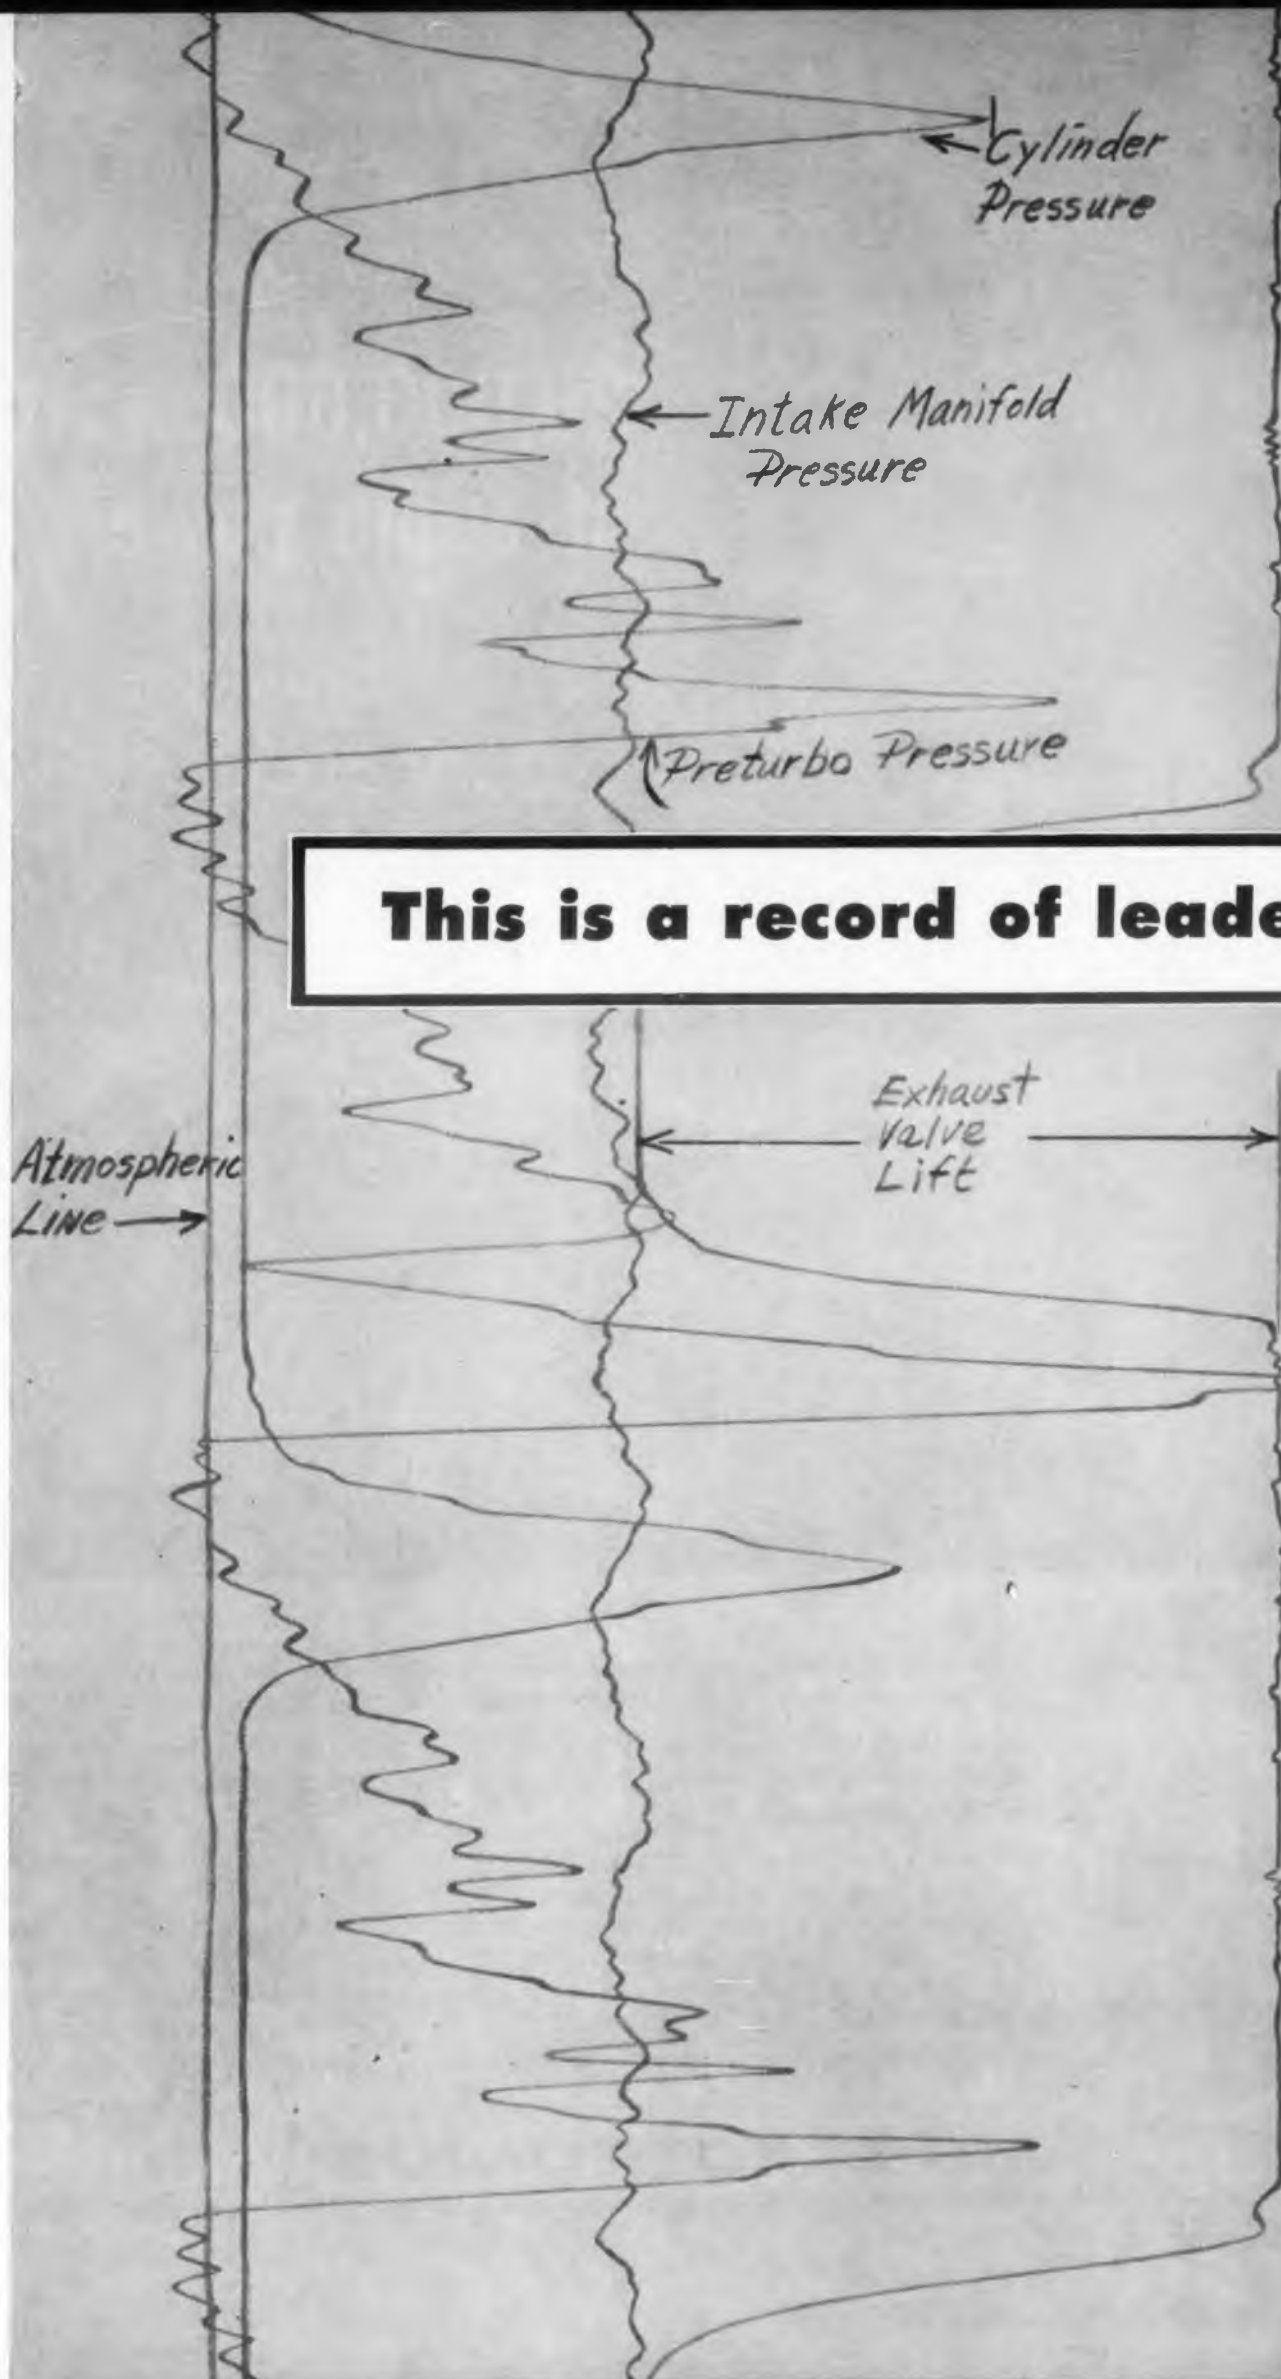 Cylinder
Pressure
Intake Manifold
Pressure
Preturbo Pressure
This is a record of leade
Exhaust
Valve
Lift
Atmospheric
Line